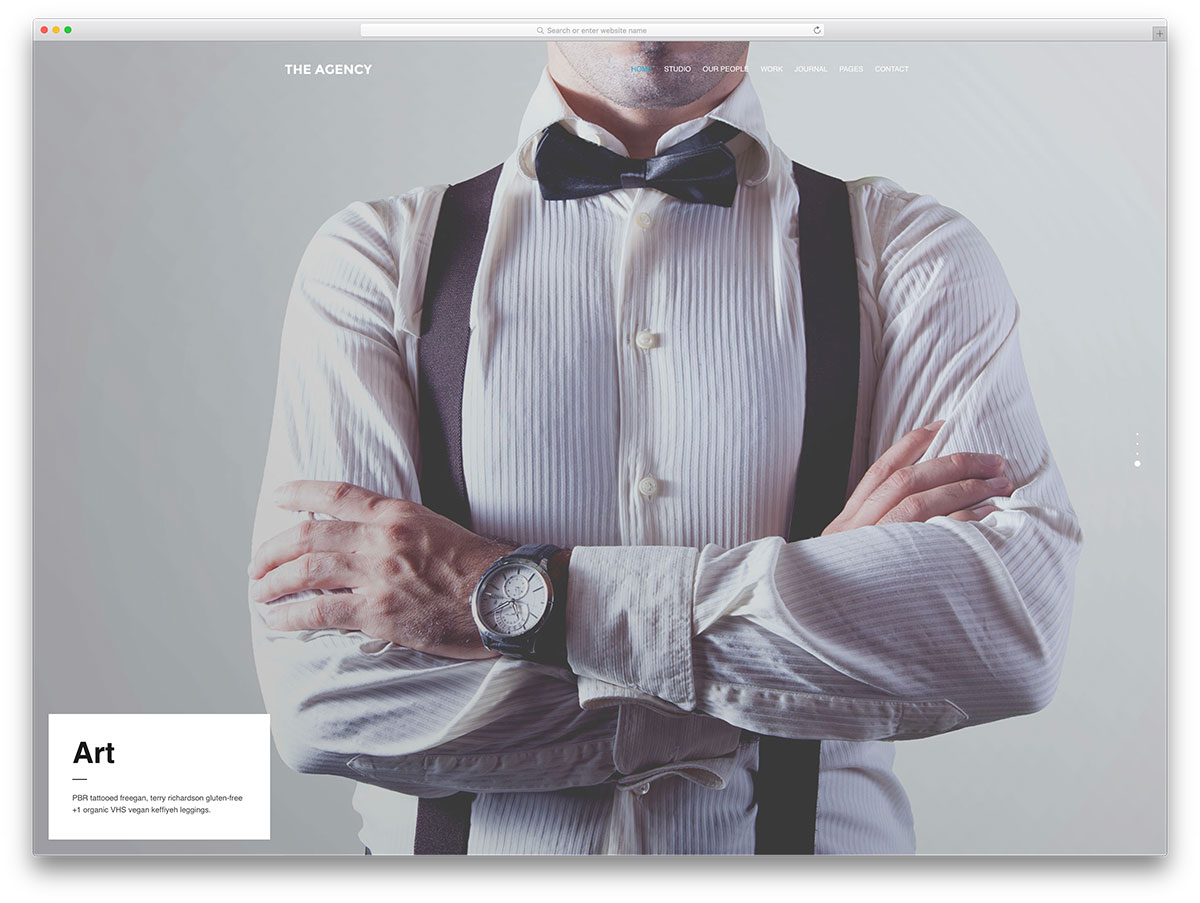 Search or enter website name
THE AGENCY
HOME STUDIO OUR PEOPLE WORK JOURNAL PAGES CONTACT
Art
PBR tattooed freegan, terry richardson gluten-free
+1 organic VHS vegan keffiyeh leggings.